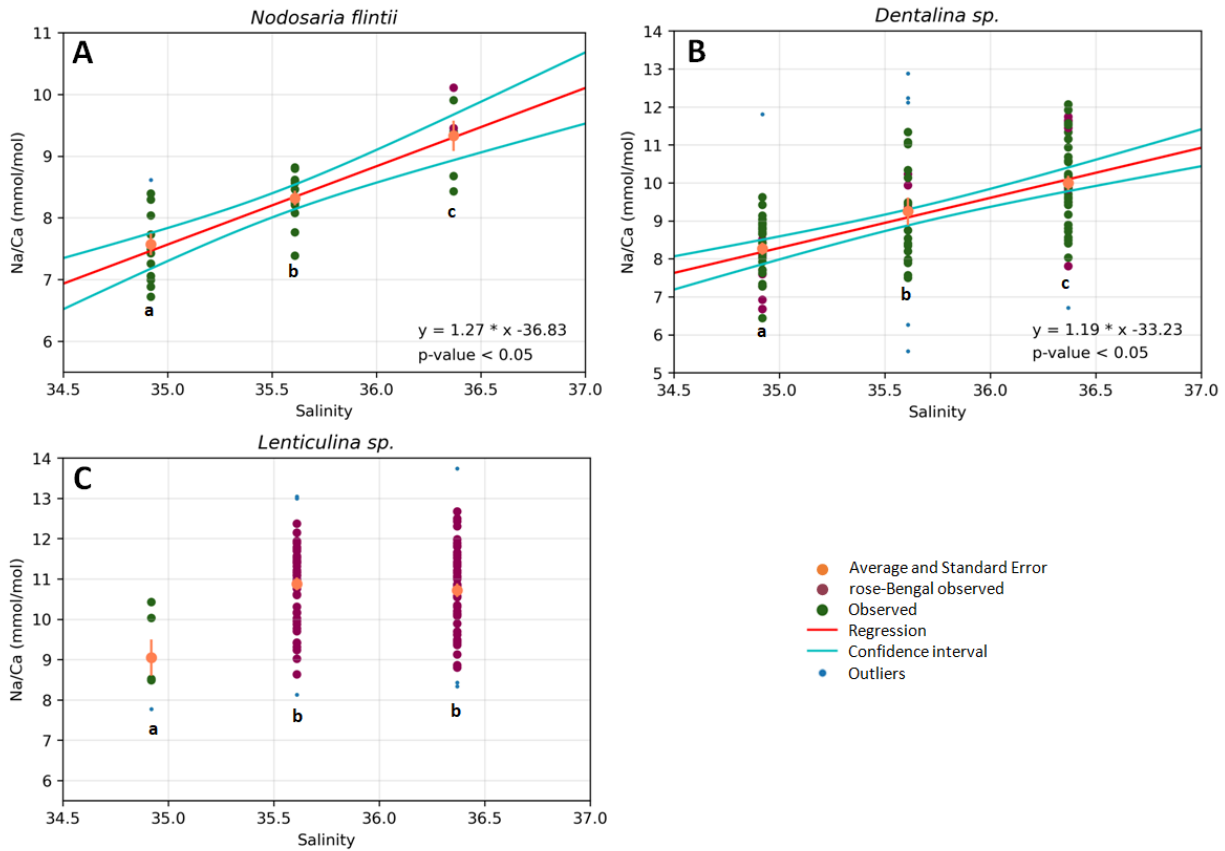 Nodosaria flintii
A
11
10
9
8
7
6
Na/Ca (mmol/mol)
a
b
c
y = 1.27 * x -36.83
p-value < 0.05
34.5 35.0 35.5 36.0 36.5 37.0
Salinity
Dentalina sp.
B
14
13
12
11
10
9
8
7
6
5
Na/Ca (mmol/mol)
a
b
c
y = 1.19 * x -33.23
p-value < 0.05
34.5 35.0 35.5 36.0 36.5 37.0
Salinity
Lenticulina sp.
C
14
13
12
11
10
9
8
7
6
Na/Ca (mmol/mol)
a
b
b
34.5 35.0 35.5 36.0 36.5 37.0
Salinity
Average and Standard Error
rose-Bengal observed
Observed
Regression
Confidence interval
Outliers